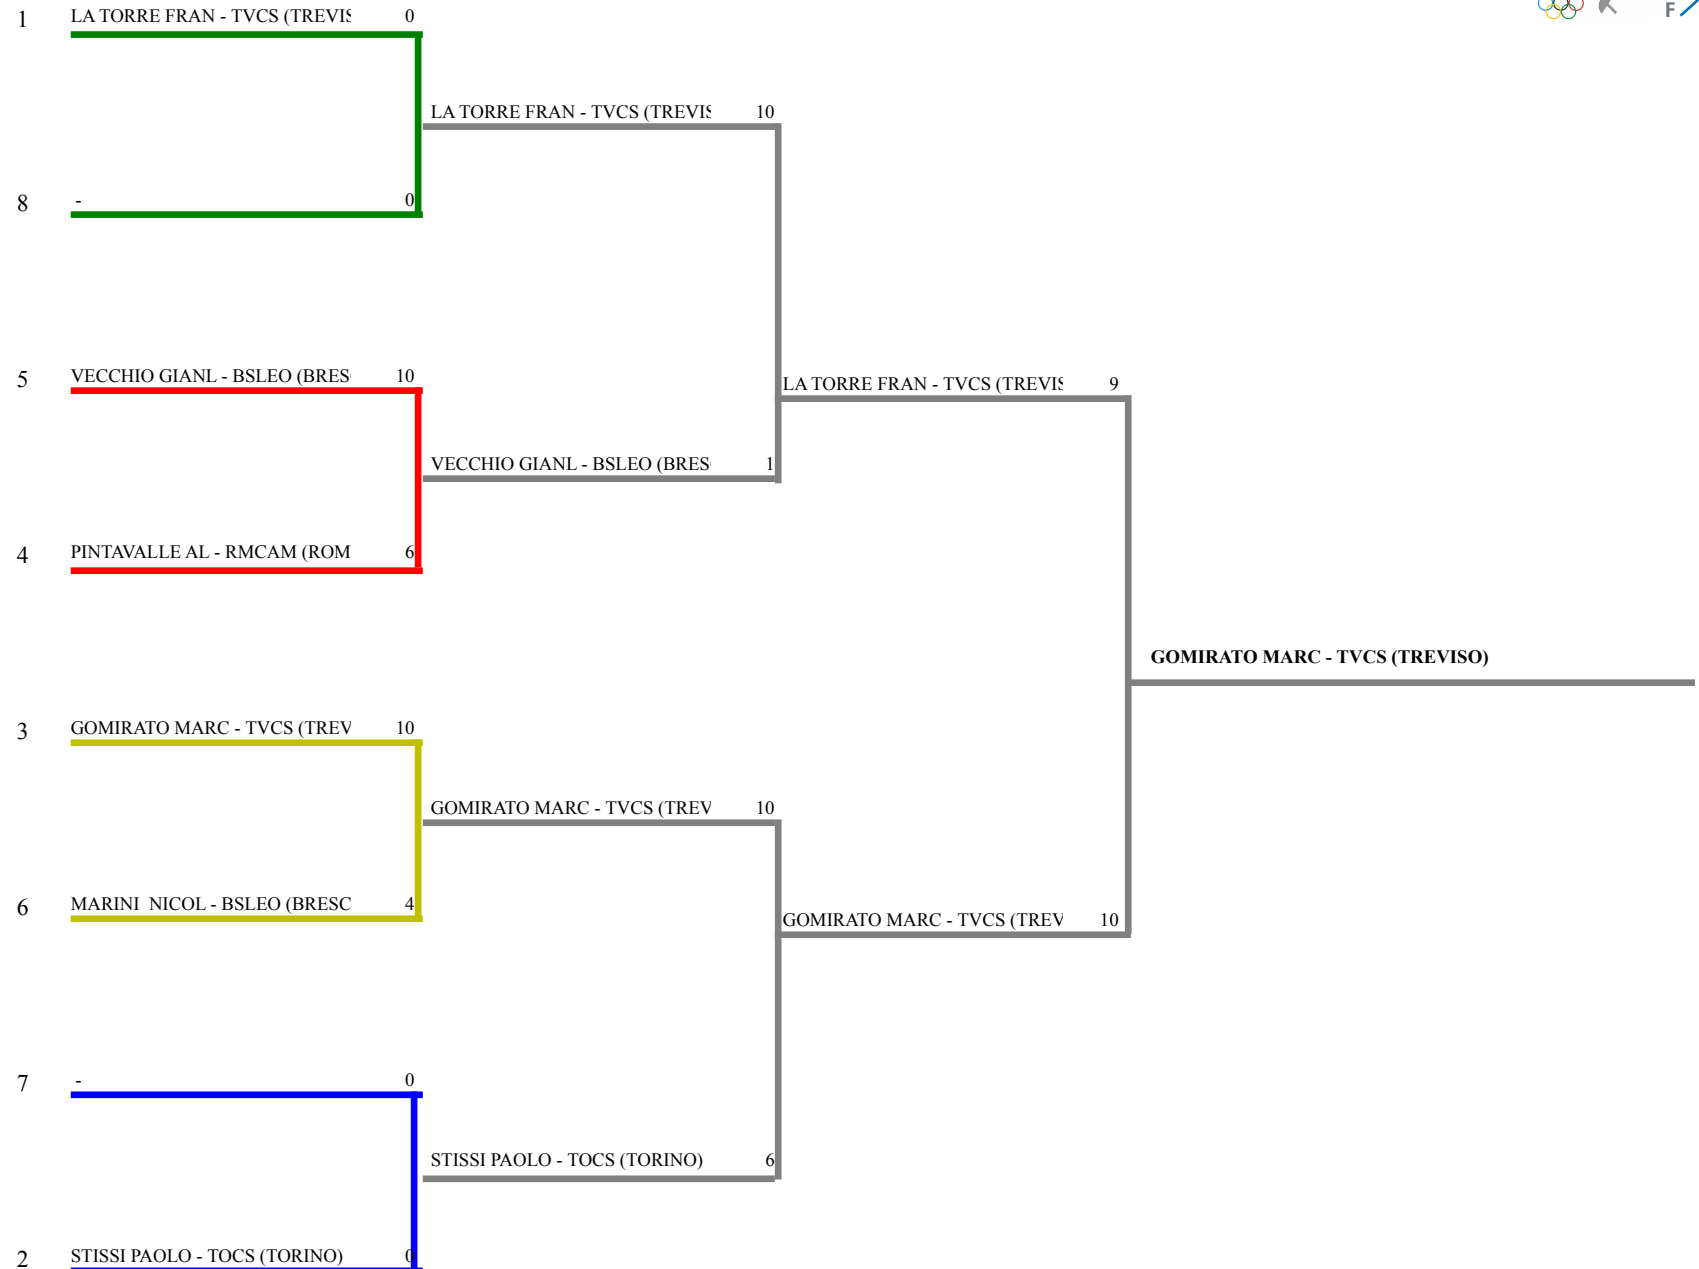 F
1 LA TORRE FRAN - TVCS (TREVIS 0
LA TORRE FRAN - TVCS (TREVIS 10
8 - 0
5 VECCHIO GIANL - BSLEO (BRES 10
LA TORRE FRAN - TVCS (TREVIS 9
VECCHIO GIANL - BSLEO (BRES 1
4 PINTAVALLE AL - RMCAM (ROM 6
GOMIRATO MARC - TVCS (TREVISO)
3 GOMIRATO MARC - TVCS (TREV 10
GOMIRATO MARC - TVCS (TREV 10
6 MARINI NICOL - BSLEO (BRESC 4
GOMIRATO MARC - TVCS (TREV 10
7 - 0
STISSI PAOLO - TOCS (TORINO) 6
2 STISSI PAOLO - TOCS (TORINO) 0